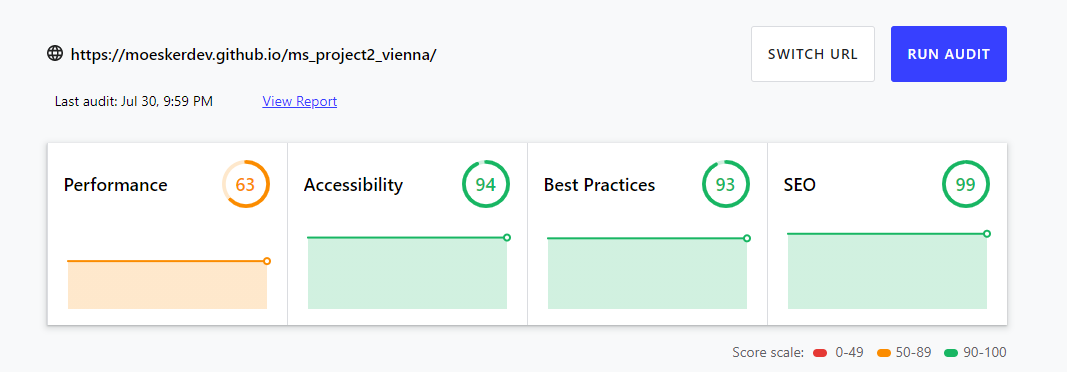 https://moeskerdev.github.io/ms_project2_vienna/
SWITCH URL
RUN AUDIT
Last audit: Jul 30, 9:59 PM
View Report
Performance
63
Accessibility
94
Best Practices
93
SEO
99
Score scale: 0-49 50-89 90-100